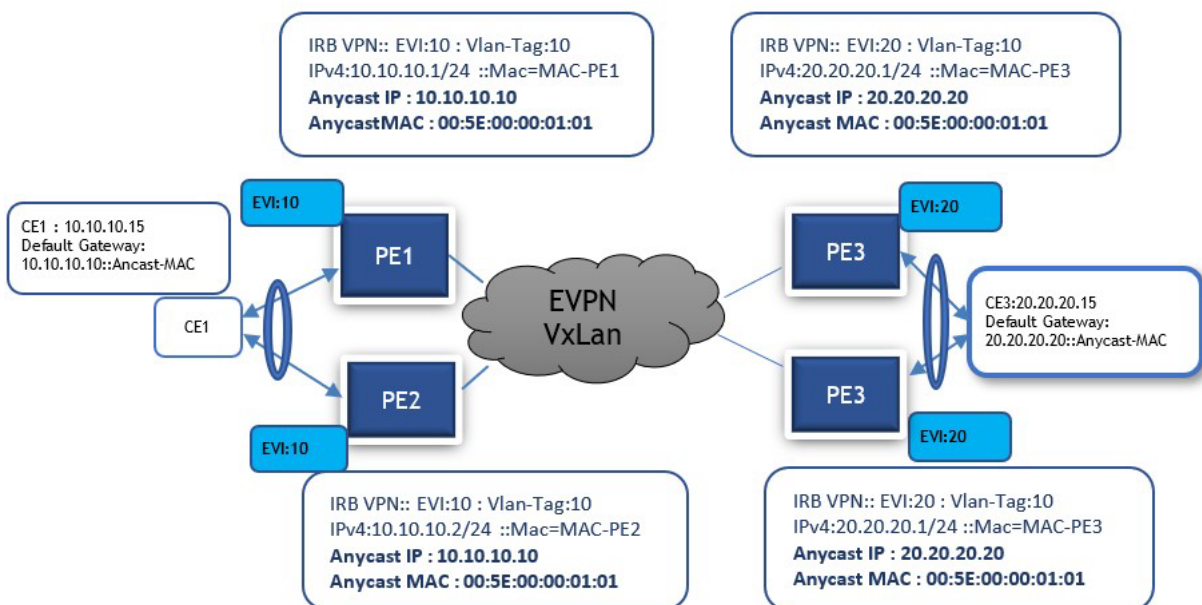 IRB VPN:: EVI:10 : Vlan-Tag:10
IPv4:10.10.10.1/24 ::Mac=MAC-PE1
Anycast IP : 10.10.10.10
AnycastMAC : 00:5E:00:00:01:01
IRB VPN:: EVI:20 : Vlan-Tag:10
IPv4:20.20.20.1/24 ::Mac=MAC-PE3
Anycast IP : 20.20.20.20
Anycast MAC : 00:5E:00:00:01:01
EVI:10
EVI:20
CE1 : 10.10.10.15
Default Gateway:
10.10.10.10::Ancast-MAC
PE1
PE3
CE1
EVPN
VxLan
CE3:20.20.20.15
Default Gateway:
20.20.20.20::Anycast-MAC
PE2
PE3
EVI:10
EVI:20
IRB VPN:: EVI:10 : Vlan-Tag:10
IPv4:10.10.10.2/24 ::Mac=MAC-PE2
Anycast IP : 10.10.10.10
Anycast MAC : 00:5E:00:00:01:01
IRB VPN:: EVI:20 : Vlan-Tag:10
IPv4:20.20.20.1/24 ::Mac=MAC-PE3
Anycast IP : 20.20.20.20
Anycast MAC : 00:5E:00:00:01:01